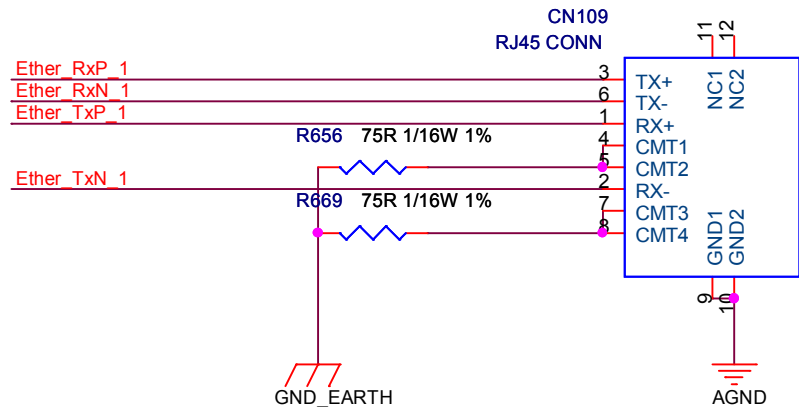 CN109
RJ45 CONN
11
12
Ether_RxP_1
3
TX+
NC1
NC2
Ether_RxN_1
6
TX-
Ether_TxP_1
1
RX+
R656 75R 1/16W 1%
4
CMT1
5
CMT2
Ether_TxN_1
2
RX-
R669 75R 1/16W 1%
7
CMT3
8
CMT4
GND1
GND2
9
10
GND_EARTH
AGND